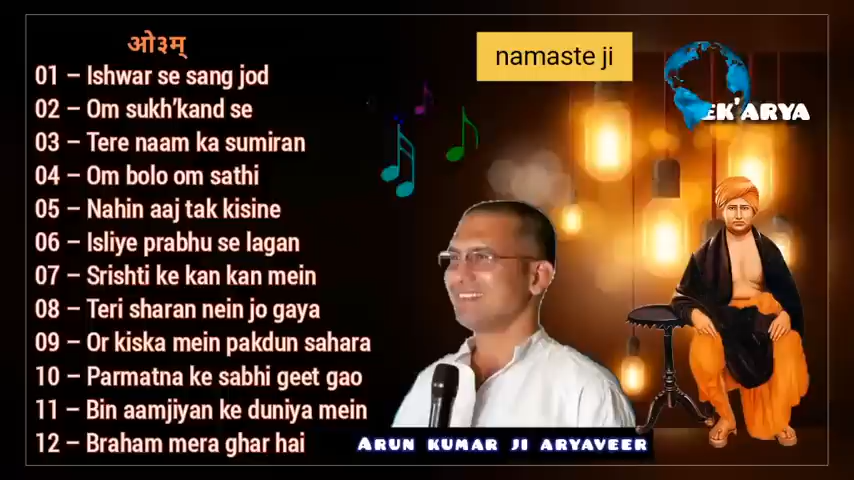 ओ३म्
01 – Ishwar se sang jod
02 – Om sukh'kand se
03 – Tere naam ka sumiran
04 – Om bolo om sathi
05 – Nahin aaj tak kisine
06 – Isliye prabhu se lagan
07 – Srishti ke kan kan mein
08 – Teri sharan nein jo gaya
09 – Or kiska mein pakdun sahara
10 – Parmatna ke sabhi geet gao
11 – Bin aamjiyan ke duniya mein
12 – Braham mera ghar hai
namaste ji
EK'ARYA
ARUN KUMAR JI ARYAVEER